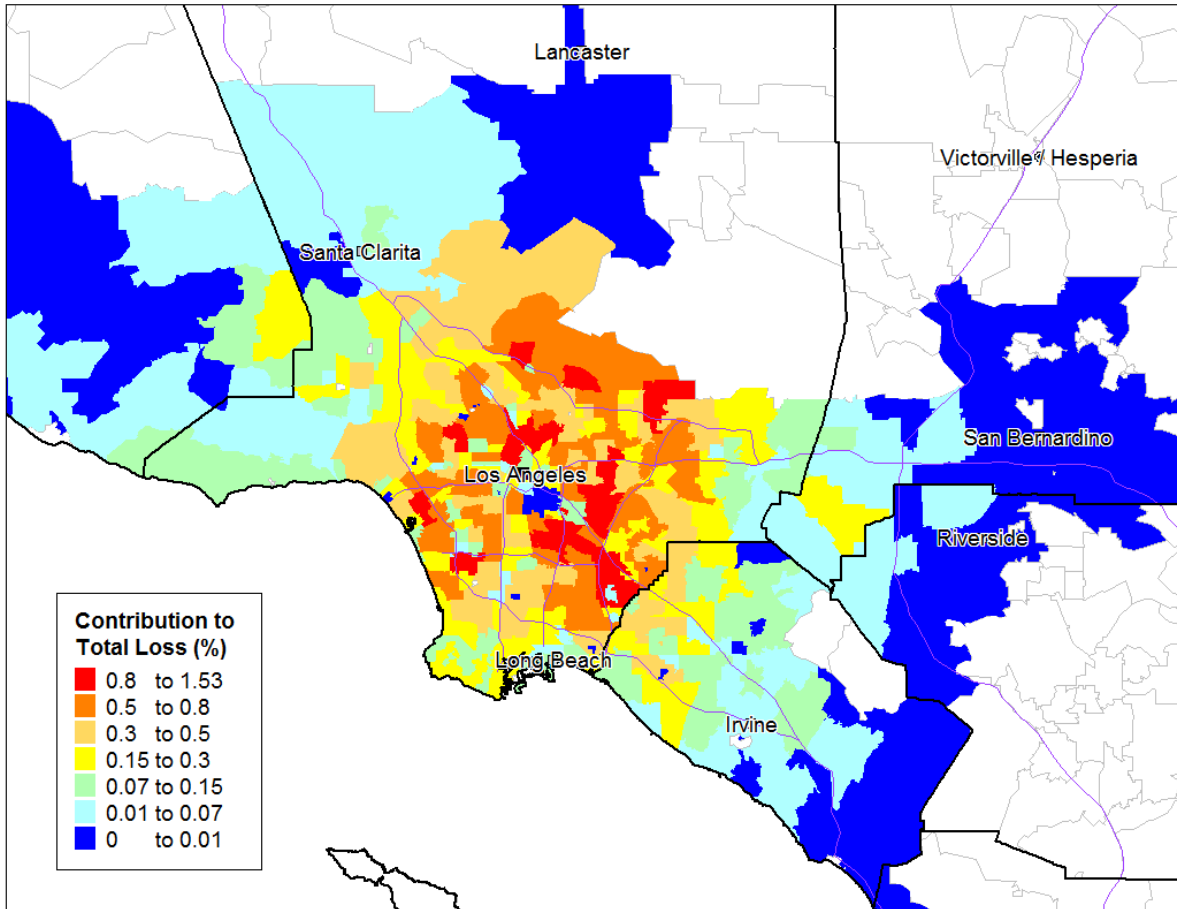 Lancaster
Victorville / Hesperia
Santa Clarita
San Bernardino
Los Angeles
Riverside
Long Beach
Irvine
Contribution to
Total Loss (%)
0.8 to 1.53
0.5 to 0.8
0.3 to 0.5
0.15 to 0.3
0.07 to 0.15
0.01 to 0.07
0 to 0.01